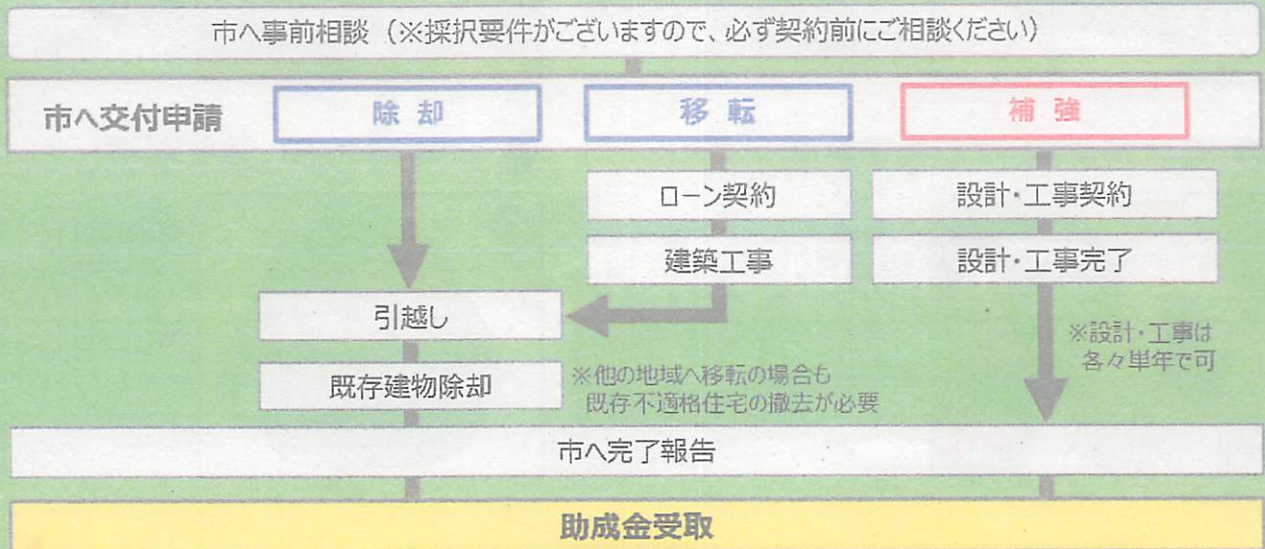 市へ事前相談（※採択要件がございますので、必ず契約前にご相談ください）
市へ交付申請
除却
移転
補強
ローン契約
設計・工事契約
建築工事
設計・工事完了
引越し
※設計・工事は
各々単年で可
既存建物除却
※他の地域へ移転の場合も
既存不適格住宅の撤去が必要
市へ完了報告
助成金受取